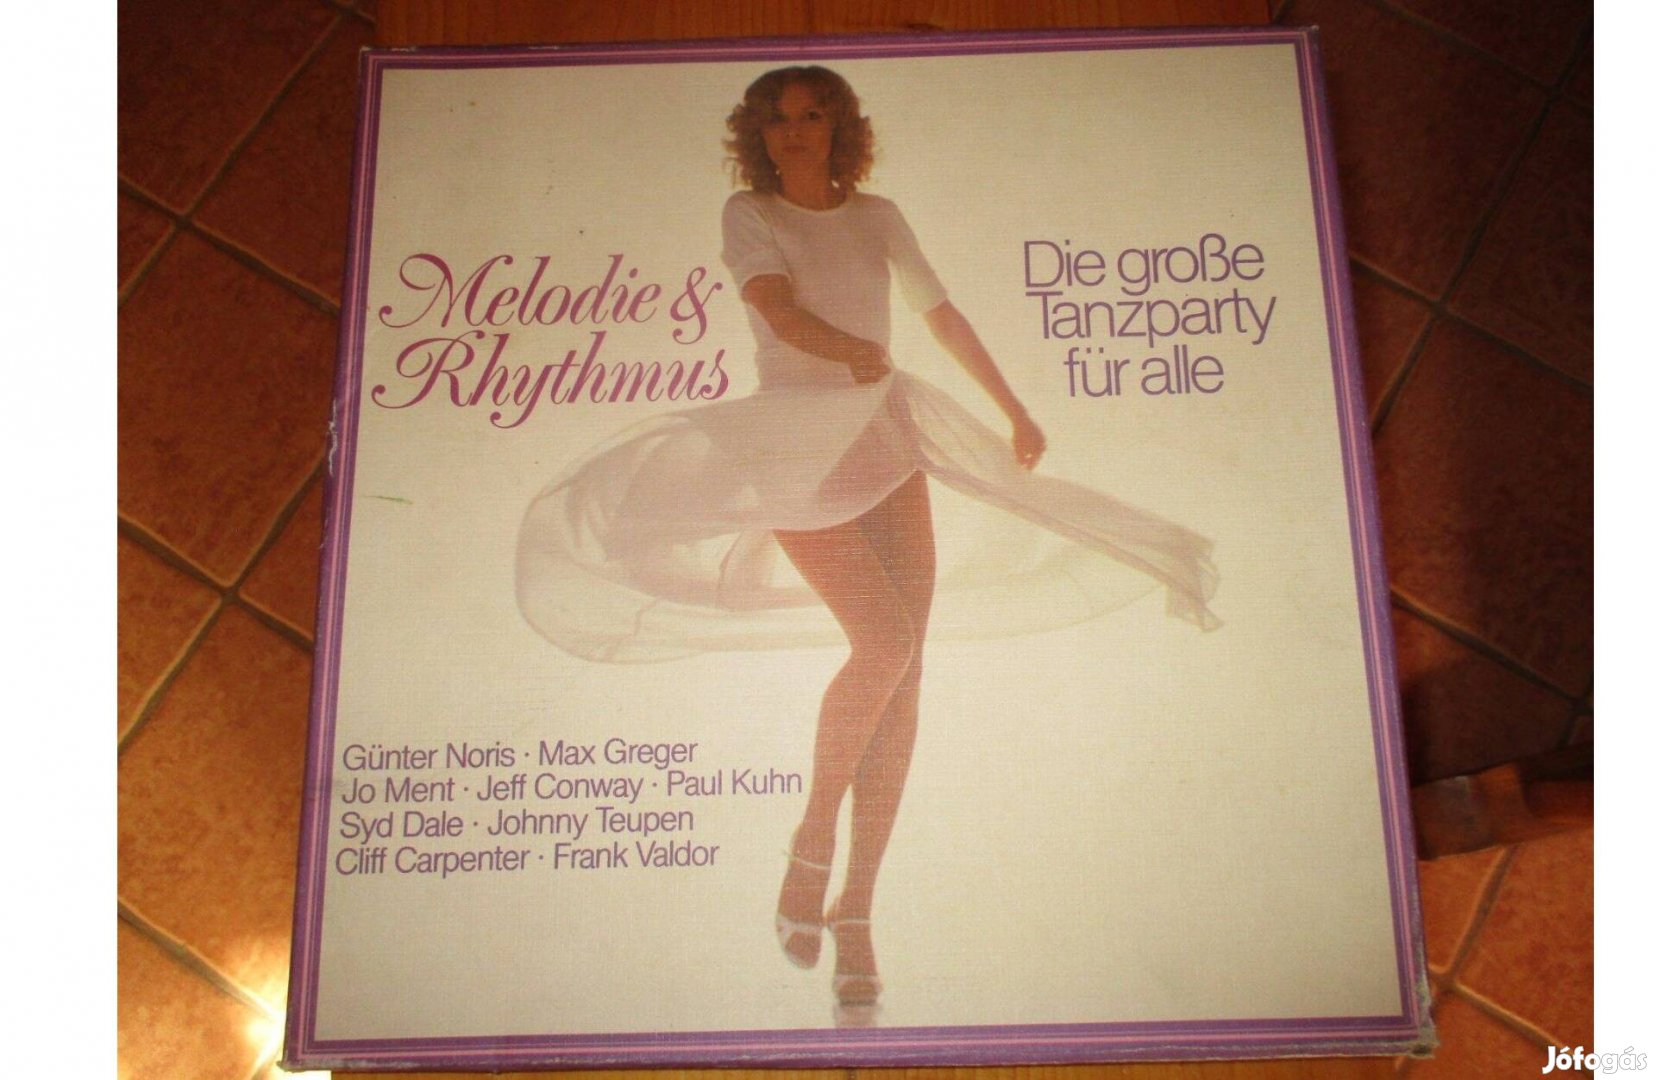 Melodie &
Rhythmus
Die große
Tanzparty
für alle
Günter Noris · Max Greger
Jo Ment · Jeff Conway · Paul Kuhn
Syd Dale · Johnny Teupen
Cliff Carpenter · Frank Valdor
Jófogás